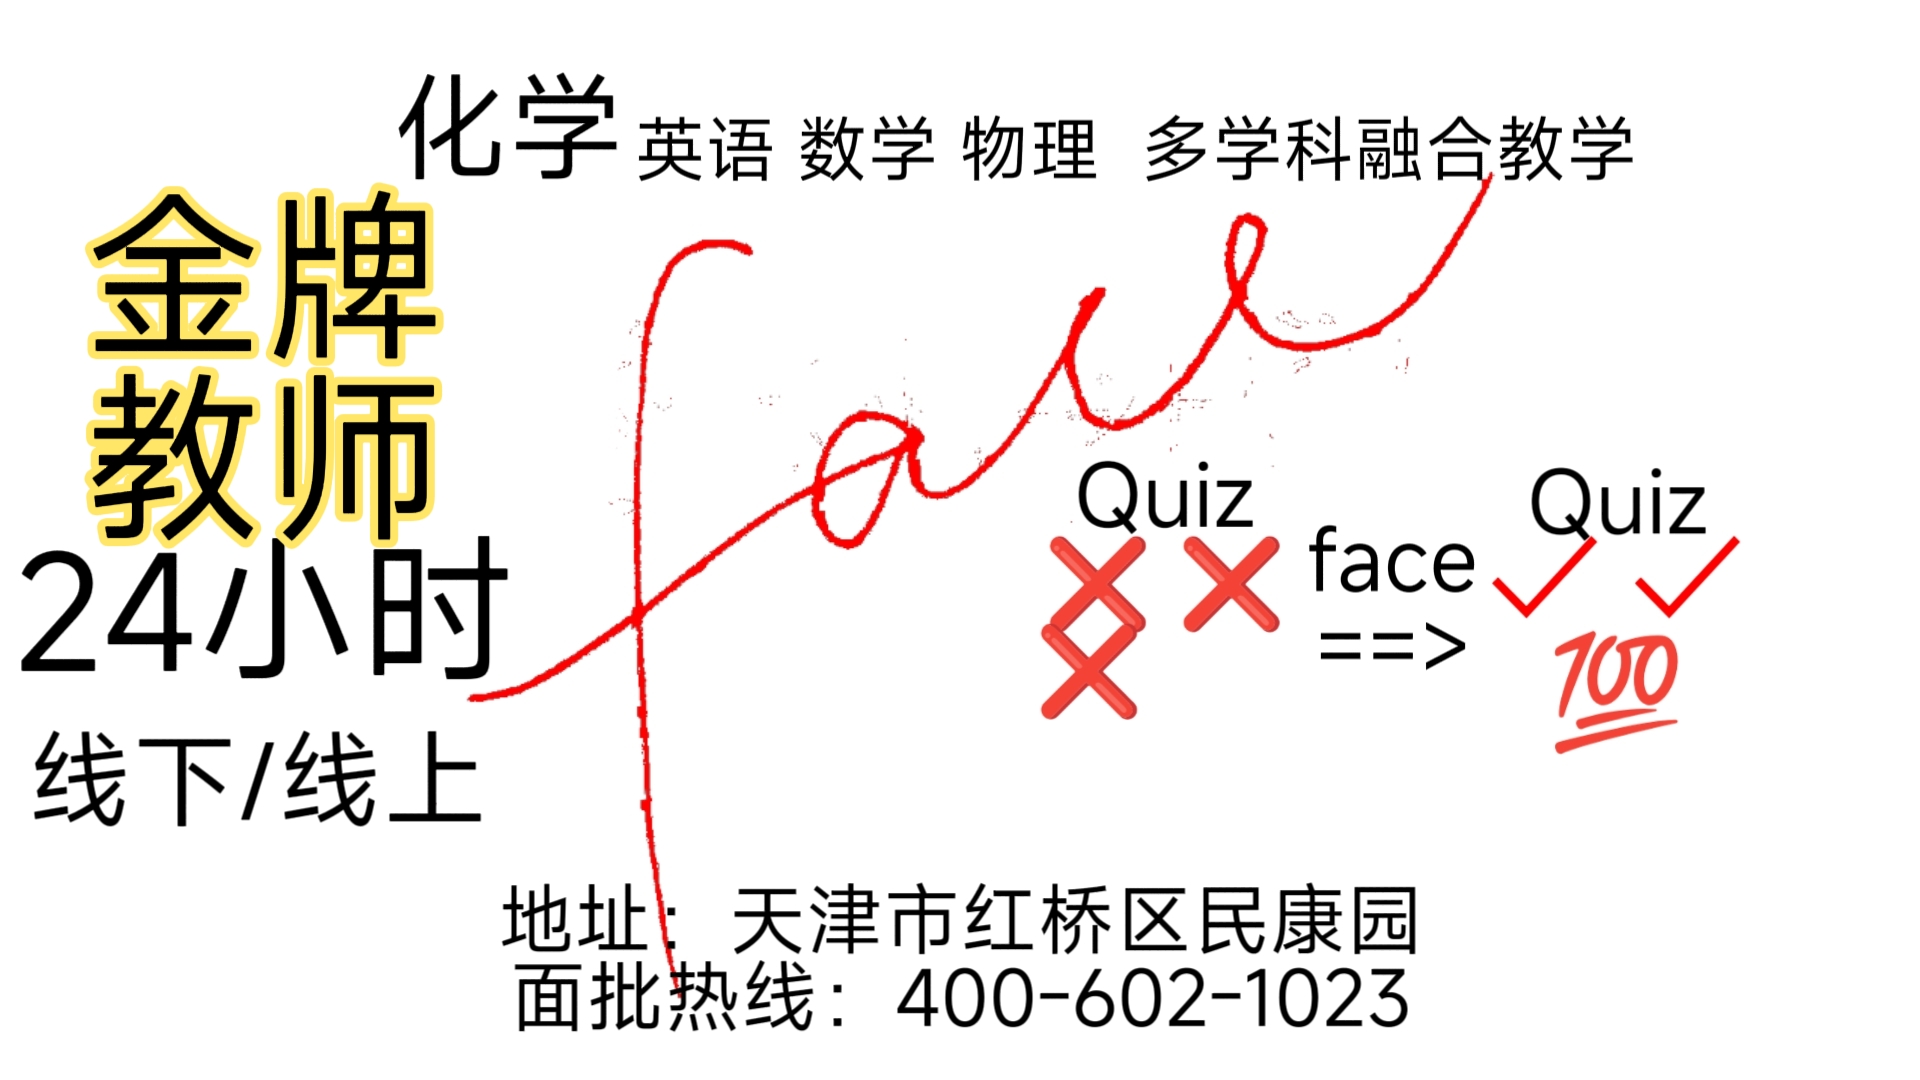 化学 英语 数学 物理 多学科融合教学
金牌
教师
24小时
线下/线上
face
Quiz
❌ ❌
❌
face
==>
Quiz
✓ ✓
💯
地址：天津市红桥区民康园
面批热线：400-602-1023